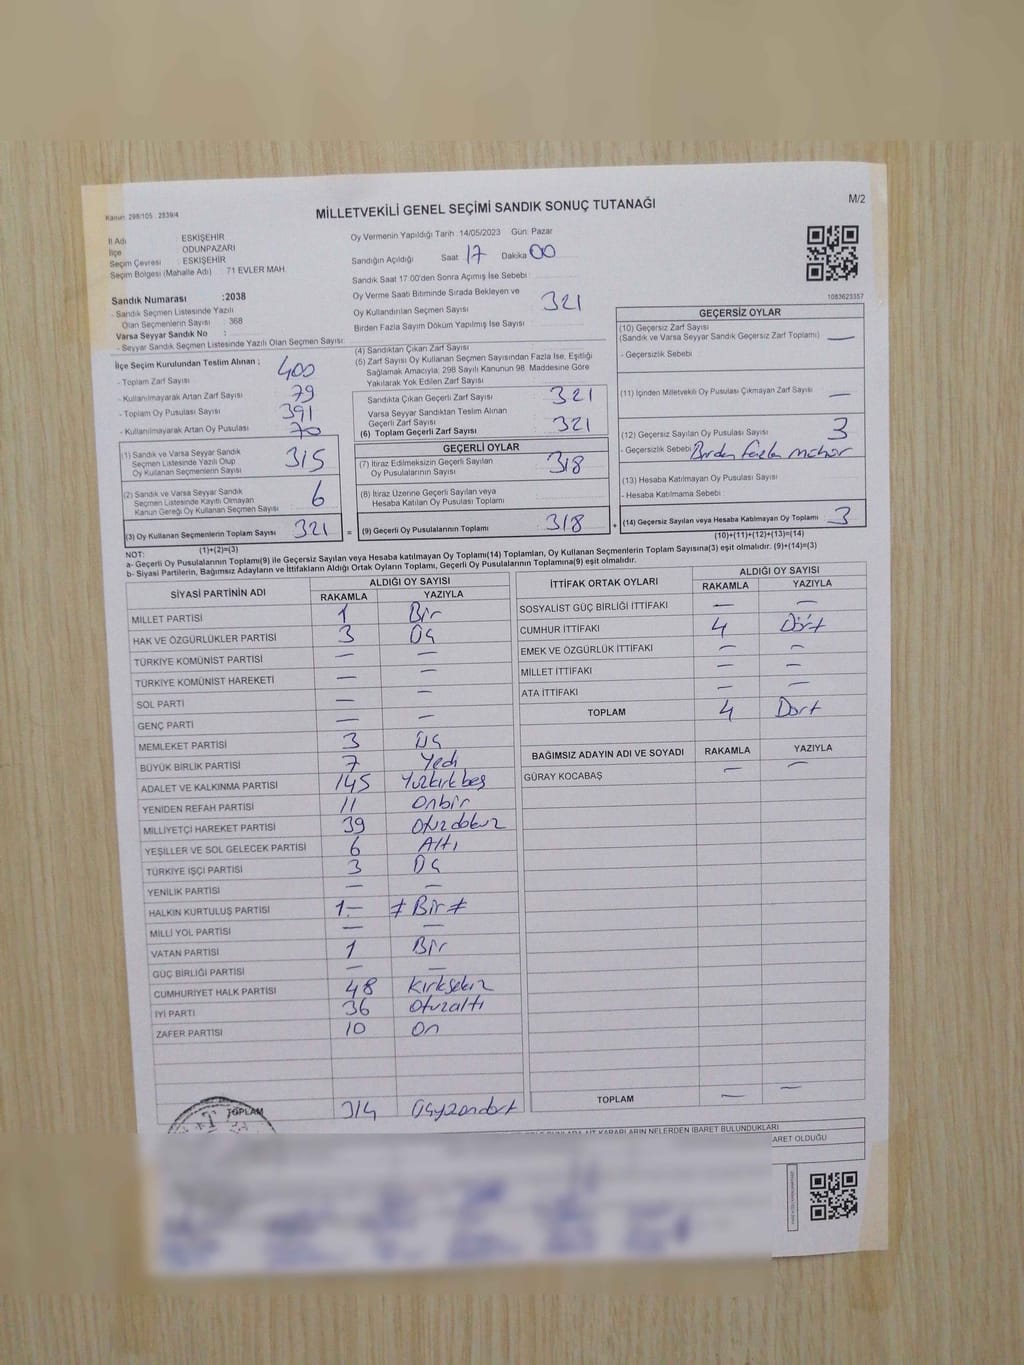 Kanun: 298/105 2839/4
MİLLETVEKİLİ GENEL SEÇİMİ SANDIK SONUÇ TUTANAĞI
M/2
İl Adı : ESKİŞEHİR
İlçe : ODUNPAZARI
Seçim Çevresi : ESKİŞEHİR
Seçim Bölgesi (Mahalle Adı) 71 EVLER MAH
Sandık Numarası :2038
- Sandık Seçmen Listesinde Yazılı
Olan Seçmenlerin Sayısı : 368
Varsa Seyyar Sandık No :
- Seyyar Sandık Seçmen Listesinde Yazılı Olan Seçmen Sayısı:
Oy Vermenin Yapıldığı Tarih 14/05/2023 Gün: Pazar
Sandığın Açıldığı Saat 17 Dakika 00
Sandık Saat 17:00'den Sonra Açımış İse Sebebi :
Oy Verme Saati Bitiminde Sırada Bekleyen ve
Oy Kullandırılan Seçmen Sayısı : 321
Birden Fazla Sayım Döküm Yapılmış İse Sayısı :
1083623357
İlçe Seçim Kurulundan Teslim Alınan ;
- Toplam Zarf Sayısı 400
- Kullanılmayarak Artan Zarf Sayısı 79
- Toplam Oy Pusulası Sayısı 391
- Kullanılmayarak Artan Oy Pusulası 70
(1) Sandık ve Varsa Seyyar Sandık
Seçmen Listesinde Yazılı Olup
Oy Kullanan Seçmenlerin Sayısı 315
(2) Sandık ve Varsa Seyyar Sandık
Seçmen Listesinde Kayıtlı Olmayan
Kanun Gereği Oy Kullanan Seçmen Sayısı 6
(3) Oy Kullanan Seçmenlerin Toplam Sayısı 321
(1)+(2)=(3)
(4) Sandıktan Çıkan Zarf Sayısı
(5) Zarf Sayısı Oy Kullanan Seçmen Sayısından Fazla İse, Eşitliği
Sağlamak Amacıyla, 298 Sayılı Kanunun 98. Maddesine Göre
Yakılarak Yok Edilen Zarf Sayısı
Sandıkta Çıkan Geçerli Zarf Sayısı 321
Varsa Seyyar Sandıktan Teslim Alınan
Geçerli Zarf Sayısı
(6) Toplam Geçerli Zarf Sayısı 321
GEÇERLİ OYLAR
(7) İtiraz Edilmeksizin Geçerli Sayılan
Oy Pusulasının Sayısı : 318
(8) İtiraz Üzerine Geçerli Sayılan veya
Hesaba Katılan Oy Pusulası Toplamı
= (9) Geçerli Oy Pusulalarının Toplamı 318
GEÇERSİZ OYLAR
(10) Geçersiz Zarf Sayısı
(Sandık ve Varsa Seyyar Sandık Geçersiz Zarf Toplamı) —
- Geçersizlik Sebebi :
(11) İçinden Milletvekili Oy Pusulası Çıkmayan Zarf Sayısı —
(12) Geçersiz Sayılan Oy Pusulası Sayısı 3
- Geçersizlik Sebebi Birden fazla mühür
(13) Hesaba Katılmayan Oy Pusulası Sayısı
- Hesaba Katılmama Sebebi :
+ (14) Geçersiz Sayılan veya Hesaba Katılmayan Oy Toplamı 3
(10)+(11)+(12)+(13)=(14)
NOT:
a- Geçerli Oy Pusulalarının Toplamı(9) ile Geçersiz Sayılan veya Hesaba katılmayan Oy Toplamı(14) Toplamları, Oy Kullanan Seçmenlerin Toplam Sayısına(3) eşit olmalıdır. (9)+(14)=(3)
b- Siyasi Partilerin, Bağımsız Adayların ve İttifakların Aldığı Ortak Oyların Toplamı, Geçerli Oy Pusulalarının Toplamına(9) eşit olmalıdır.
SİYASİ PARTİNİN ADI ALDIĞI OY SAYISI
RAKAMLA YAZIYLA
MİLLET PARTİSİ 1 Bir
HAK VE ÖZGÜRLÜKLER PARTİSİ 3 Üç
TÜRKİYE KOMÜNİST PARTİSİ — —
TÜRKİYE KOMÜNİST HAREKETİ — —
SOL PARTİ — —
GENÇ PARTİ — —
MEMLEKET PARTİSİ 3 Üç
BÜYÜK BİRLİK PARTİSİ 7 Yedi
ADALET VE KALKINMA PARTİSİ 145 Yüzkırkbeş
YENİDEN REFAH PARTİSİ 11 Onbir
MİLLİYETÇİ HAREKET PARTİSİ 39 Otuzdokuz
YEŞİLLER VE SOL GELECEK PARTİSİ 6 Altı
TÜRKİYE İŞÇİ PARTİSİ 3 Üç
YENİLİK PARTİSİ — —
HALKIN KURTULUŞ PARTİSİ 1— ≠ Bir ≠
MİLLİ YOL PARTİSİ — —
VATAN PARTİSİ 1 Bir
GÜÇ BİRLİĞİ PARTİSİ — —
CUMHURİYET HALK PARTİSİ 48 Kırksekiz
İYİ PARTİ 36 Otuzaltı
ZAFER PARTİSİ 10 On
TOPLAM 314 Üçyüzondört
İTTİFAK ORTAK OYLARI ALDIĞI OY SAYISI
RAKAMLA YAZIYLA
SOSYALİST GÜÇ BİRLİĞİ İTTİFAKI — —
CUMHUR İTTİFAKI 4 Dört
EMEK VE ÖZGÜRLÜK İTTİFAKI — —
MİLLET İTTİFAKI — —
ATA İTTİFAKI — —
TOPLAM 4 Dört
BAĞIMSIZ ADAYIN ADI VE SOYADI RAKAMLA YAZIYLA
GÜRAY KOCABAŞ — —
TOPLAM — —
KARARLARIN NELERDEN İBARET BULUNDUKLARI
ARET OLDUĞU